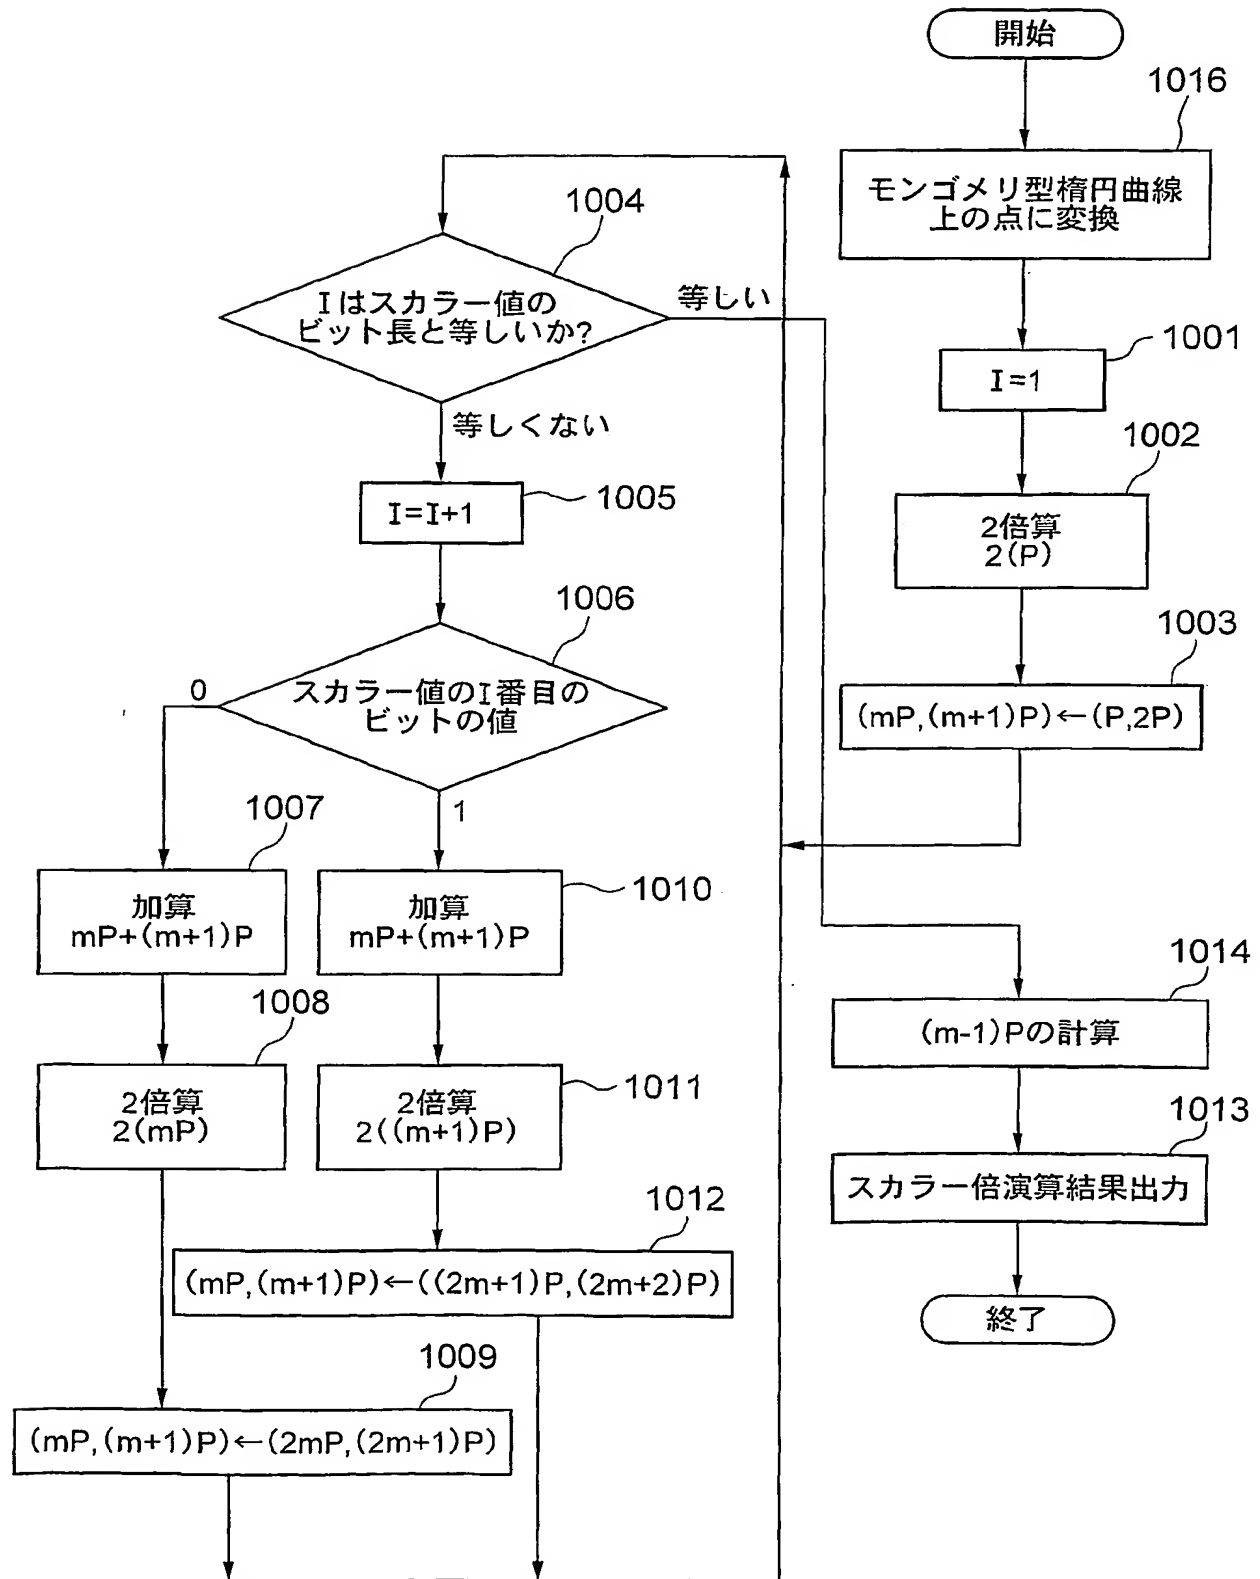 開始
1016
モンゴメリ型楕円曲線
上の点に変換
1001
I=1
1002
2倍算
2(P)
1003
(mP,(m+1)P)←(P,2P)
1004
Iはスカラー値の
ビット長と等しいか?
等しい
等しくない
1005
I=I+1
1006
スカラー値のI番目の
ビットの値
0
1
1007
加算
mP+(m+1)P
1010
加算
mP+(m+1)P
1008
2倍算
2(mP)
1011
2倍算
2((m+1)P)
1012
(mP,(m+1)P)←((2m+1)P,(2m+2)P)
1009
(mP,(m+1)P)←(2mP,(2m+1)P)
1014
(m-1)Pの計算
1013
スカラー倍演算結果出力
終了